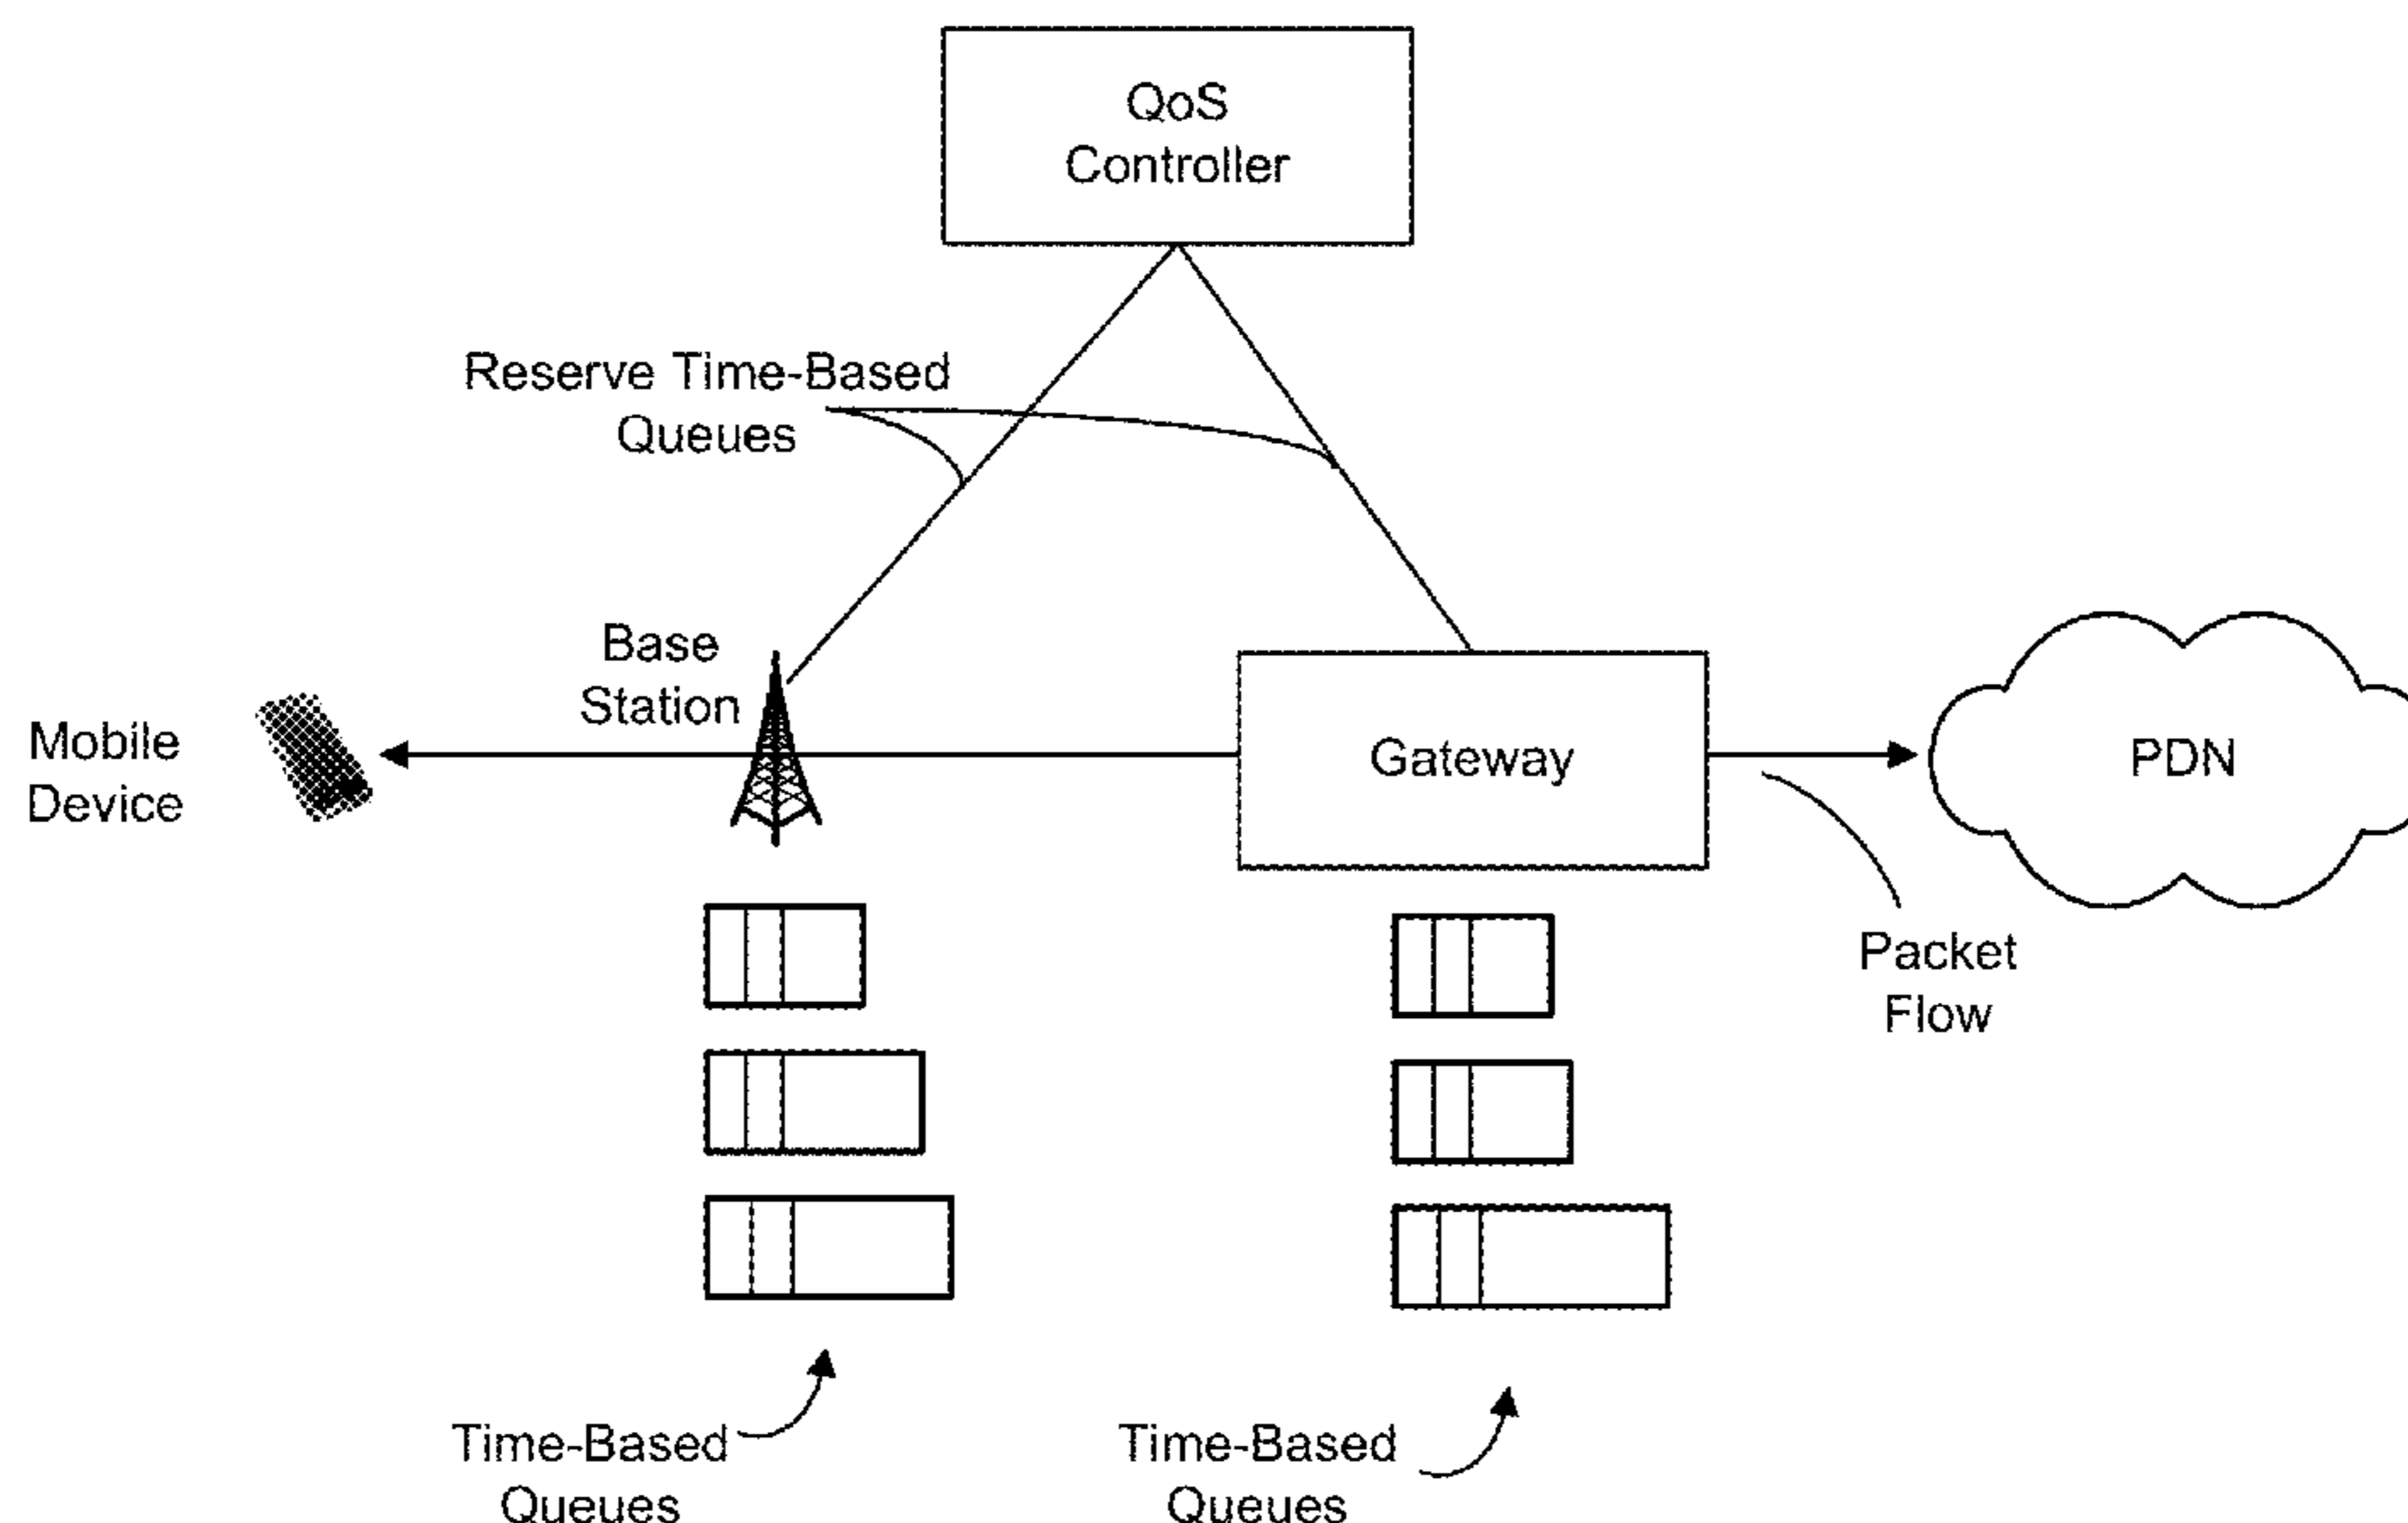 QoS
Controller
Reserve Time-Based
Queues
Base
Station
Mobile
Device
Gateway
PDN
Packet
Flow
Time-Based
Queues
Time-Based
Queues